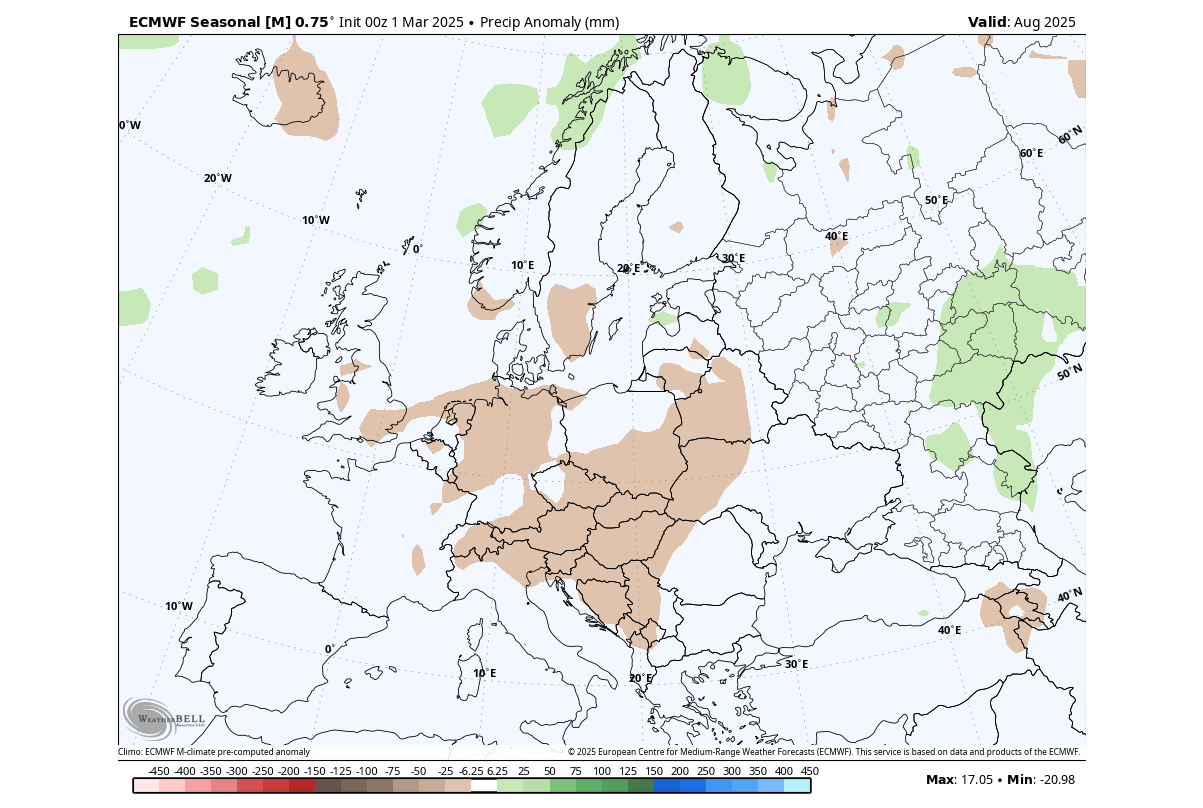 ECMWF Seasonal [M] 0.75° Init 00z 1 Mar 2025 • Precip Anomaly (mm)
Valid: Aug 2025
0°W
60°N
60°E
20°W
50°E
10°W
40°E
0°
10°E
20°E
30°E
50°N
40°N
10°W
40°E
0°
30°E
10°E
20°E
WEATHERBELL
ANALYTICS LLC
Climo: ECMWF M-climate pre-computed anomaly
© 2025 European Centre for Medium-Range Weather Forecasts (ECMWF). This service is based on data and products of the ECMWF.
-450 -400 -350 -300 -250 -200 -150 -125 -100 -75 -50 -25 -6.25 6.25 25 50 75 100 125 150 200 250 300 350 400 450
Max: 17.05 • Min: -20.98